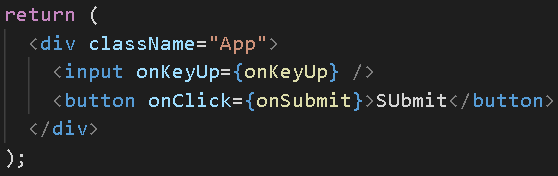 return (
<div className="App">
<input onKeyUp={onKeyUp} />
<button onClick={onSubmit}>SUbmit</button>
</div>
);